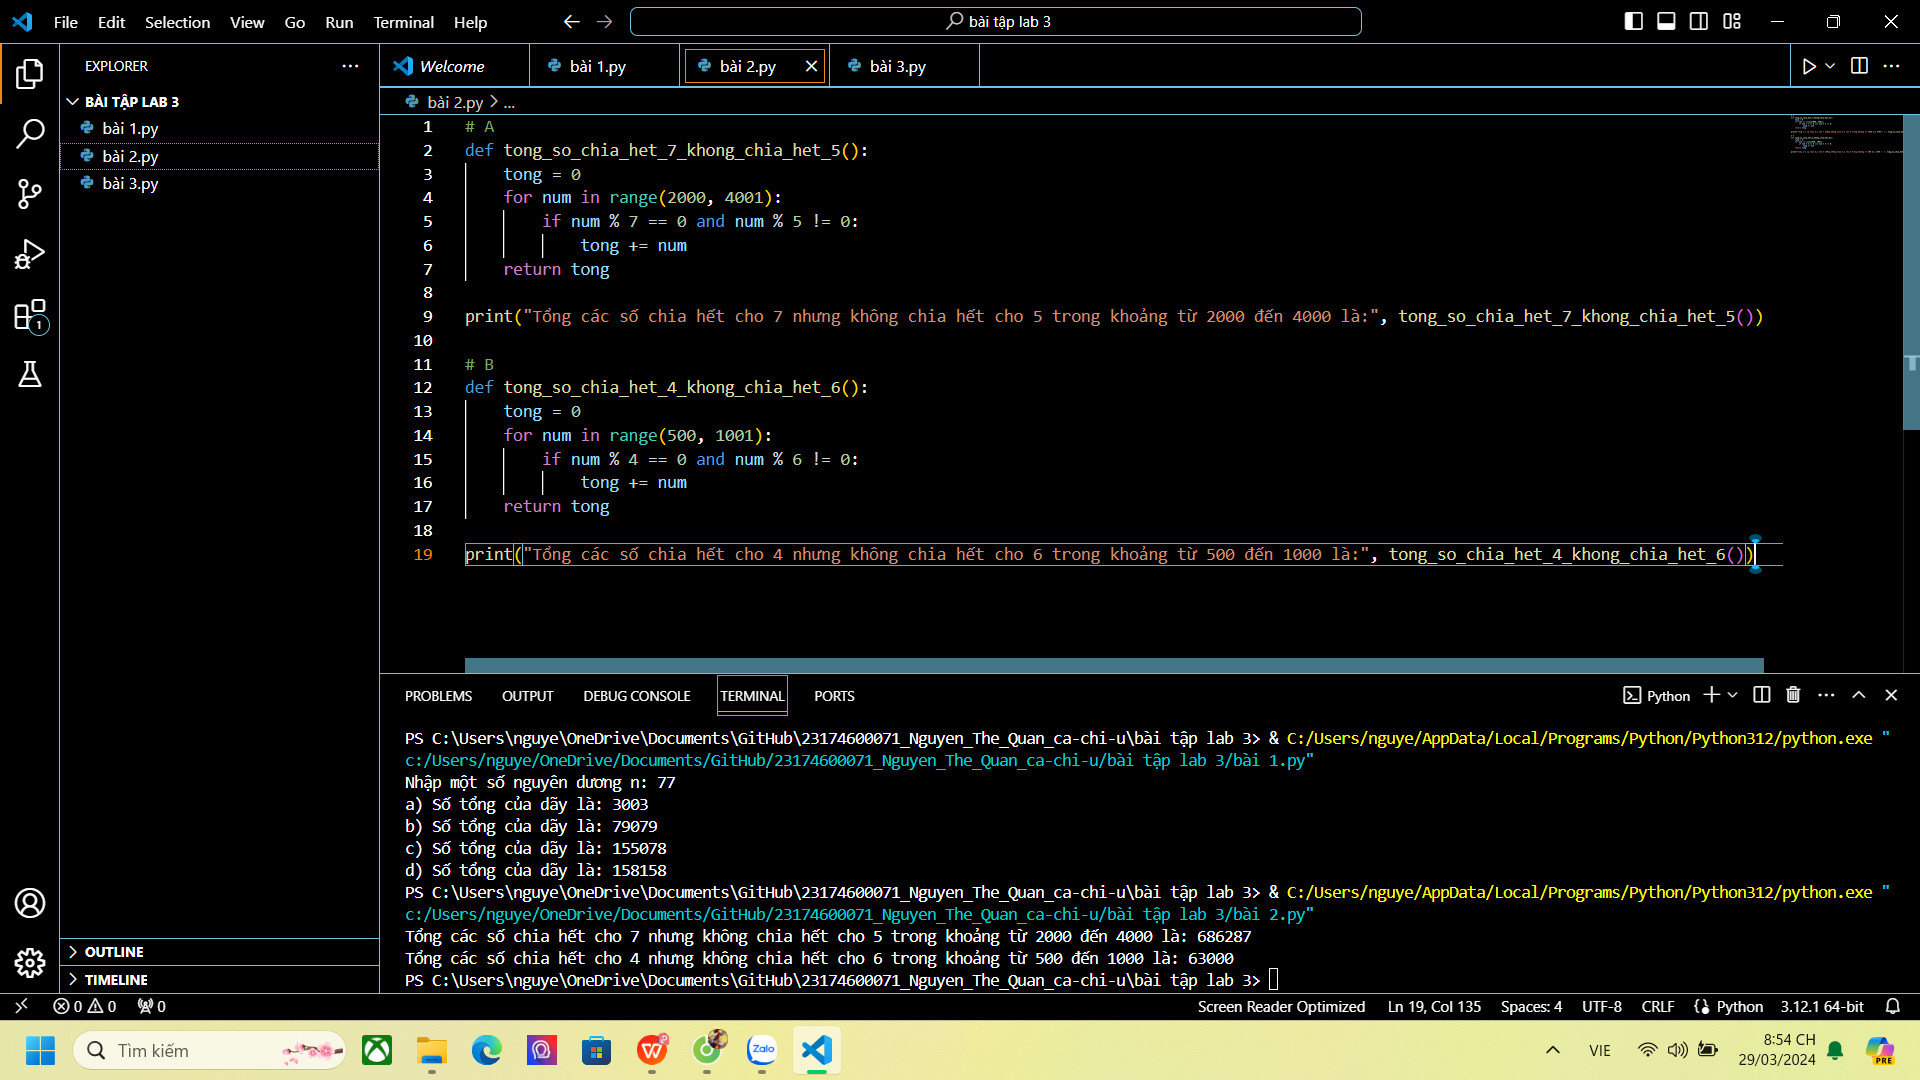 File Edit Selection View Go Run Terminal Help
bài tập lab 3
EXPLORER
Welcome
bài 1.py
bài 2.py
bài 3.py
BÀI TẬP LAB 3
bài 1.py
bài 2.py
bài 3.py
bài 2.py > ...
1 # A
2 def tong_so_chia_het_7_khong_chia_het_5():
3 tong = 0
4 for num in range(2000, 4001):
5 if num % 7 == 0 and num % 5 != 0:
6 tong += num
7 return tong
8
9 print("Tổng các số chia hết cho 7 nhưng không chia hết cho 5 trong khoảng từ 2000 đến 4000 là:", tong_so_chia_het_7_khong_chia_het_5())
10
11 # B
12 def tong_so_chia_het_4_khong_chia_het_6():
13 tong = 0
14 for num in range(500, 1001):
15 if num % 4 == 0 and num % 6 != 0:
16 tong += num
17 return tong
18
19 print("Tổng các số chia hết cho 4 nhưng không chia hết cho 6 trong khoảng từ 500 đến 1000 là:", tong_so_chia_het_4_khong_chia_het_6())
1
PROBLEMS OUTPUT DEBUG CONSOLE TERMINAL PORTS
Python
PS C:\Users\nguye\OneDrive\Documents\GitHub\23174600071_Nguyen_The_Quan_ca-chi-u\bài tập lab 3> & C:/Users/nguye/AppData/Local/Programs/Python/Python312/python.exe "
c:/Users/nguye/OneDrive/Documents/GitHub/23174600071_Nguyen_The_Quan_ca-chi-u/bài tập lab 3/bài 1.py"
Nhập một số nguyên dương n: 77
a) Số tổng của dãy là: 3003
b) Số tổng của dãy là: 79079
c) Số tổng của dãy là: 155078
d) Số tổng của dãy là: 158158
PS C:\Users\nguye\OneDrive\Documents\GitHub\23174600071_Nguyen_The_Quan_ca-chi-u\bài tập lab 3> & C:/Users/nguye/AppData/Local/Programs/Python/Python312/python.exe "
c:/Users/nguye/OneDrive/Documents/GitHub/23174600071_Nguyen_The_Quan_ca-chi-u/bài tập lab 3/bài 2.py"
Tổng các số chia hết cho 7 nhưng không chia hết cho 5 trong khoảng từ 2000 đến 4000 là: 686287
Tổng các số chia hết cho 4 nhưng không chia hết cho 6 trong khoảng từ 500 đến 1000 là: 63000
PS C:\Users\nguye\OneDrive\Documents\GitHub\23174600071_Nguyen_The_Quan_ca-chi-u\bài tập lab 3>
OUTLINE
TIMELINE
0 0 0
Screen Reader Optimized Ln 19, Col 135 Spaces: 4 UTF-8 CRLF Python 3.12.1 64-bit
Tìm kiếm
Zalo
VIE
8:54 CH
29/03/2024
PRE